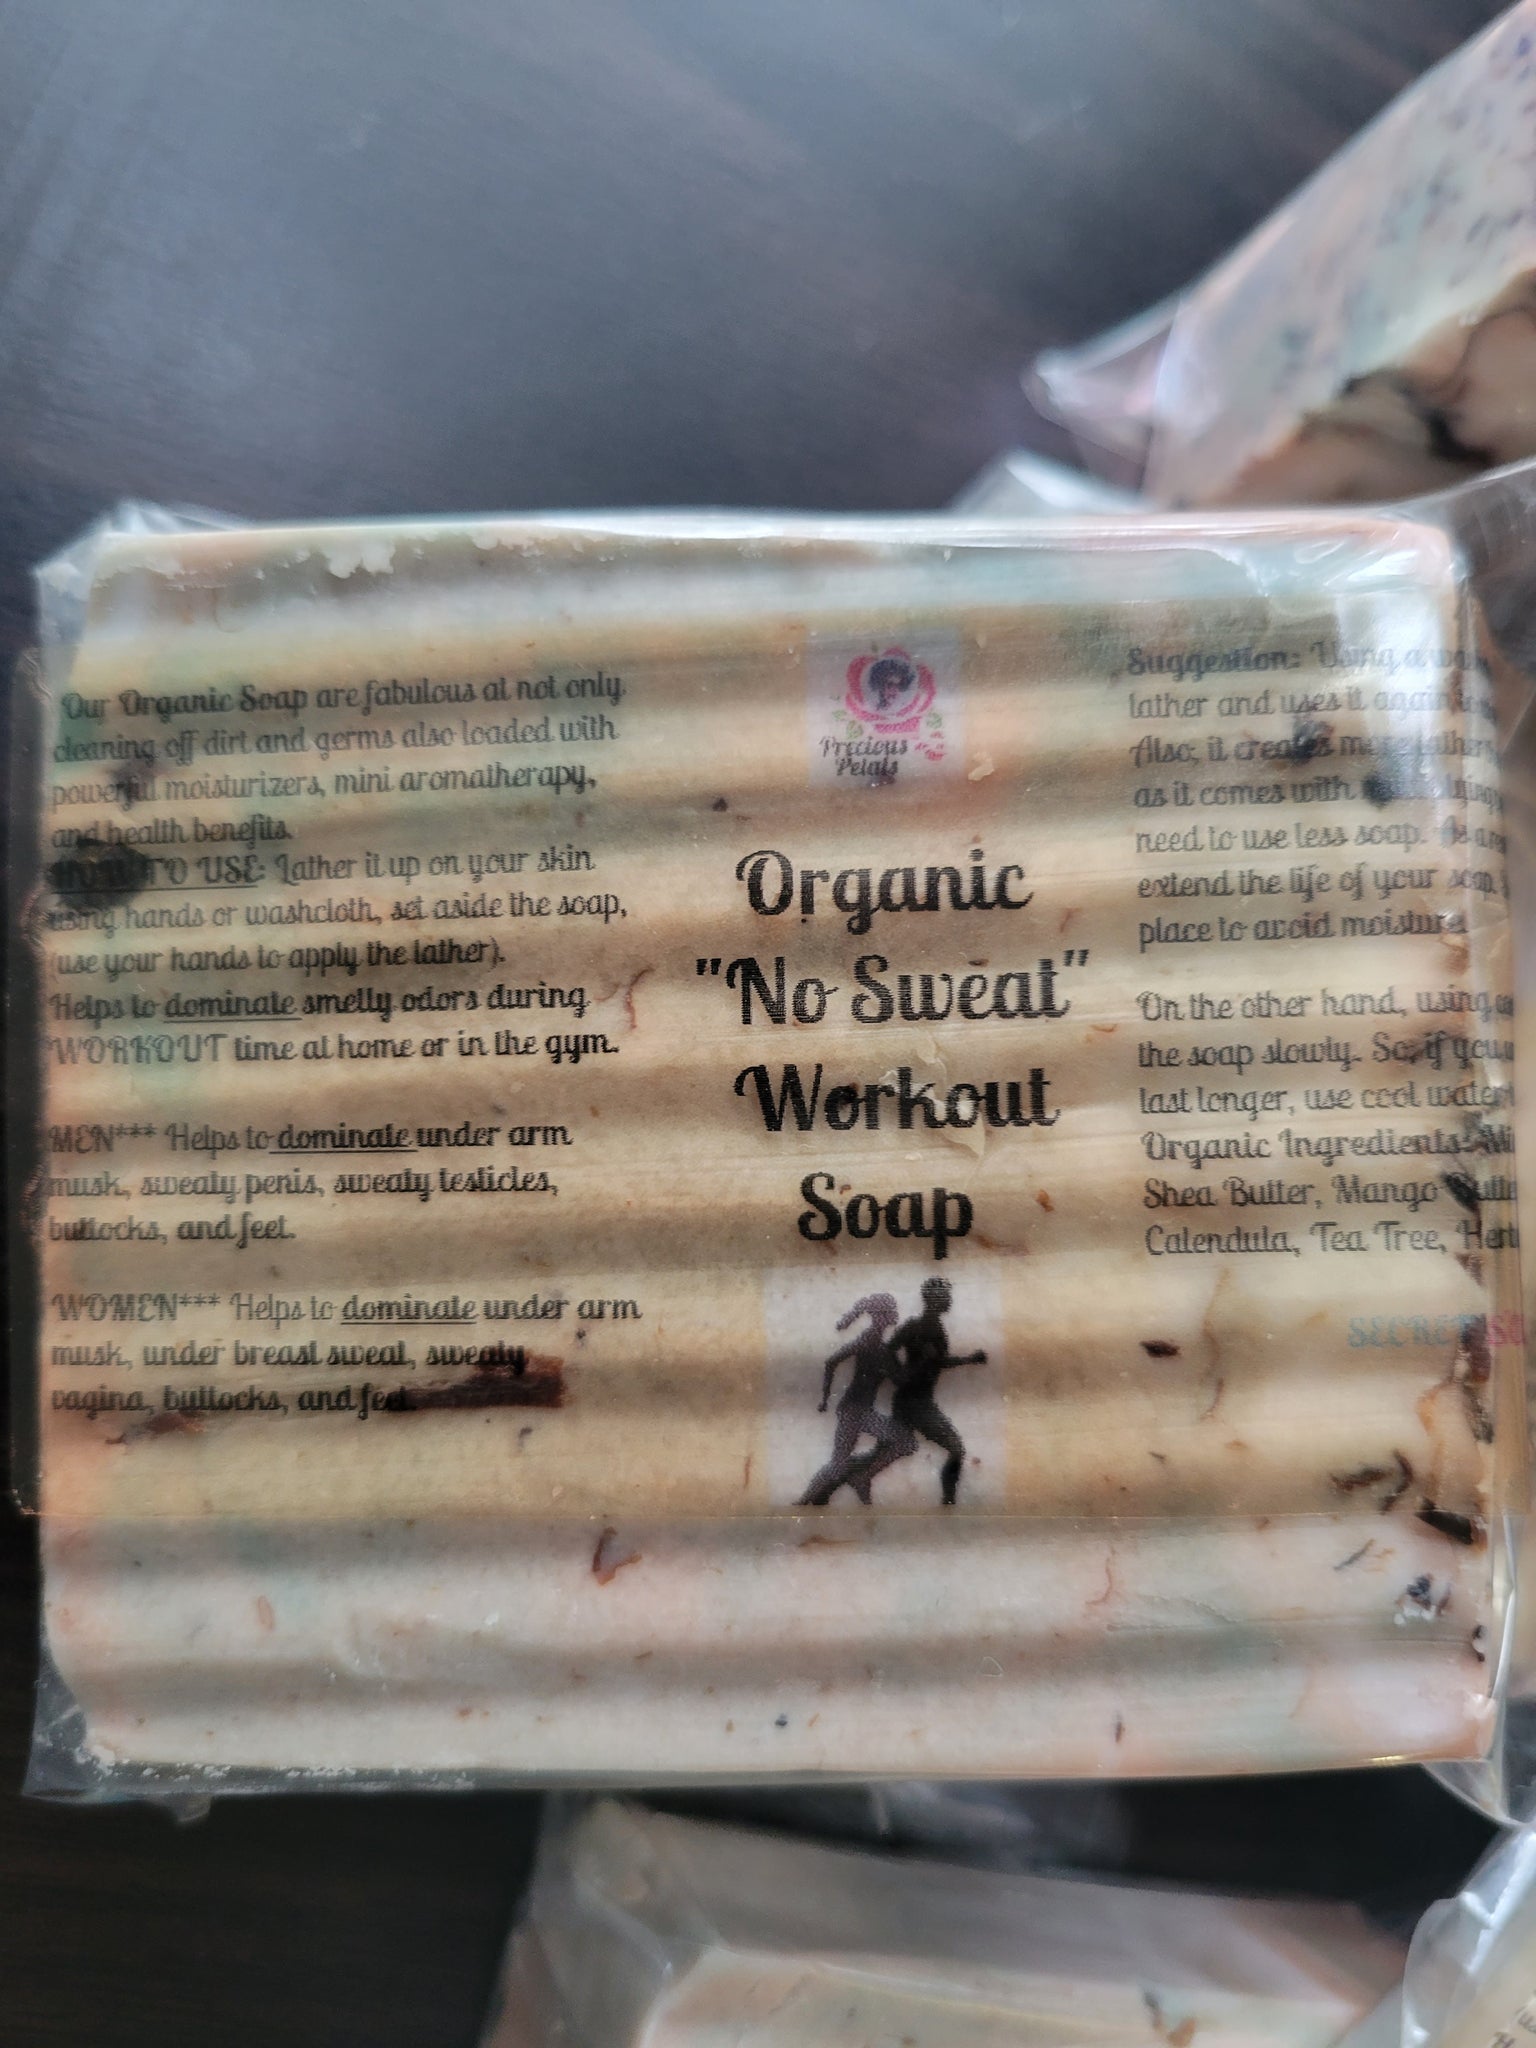 Our Organic Soap are fabulous at not only
cleaning off dirt and germs also loaded with
powerful moisturizers, mini aromatherapy,
and health benefits.
HOW TO USE: Lather it up on your skin
using hands or washcloth, set aside the soap,
(use your hands to apply the lather).
Helps to dominate smelly odors during
WORKOUT time at home or in the gym.
MEN*** Helps to dominate under arm
musk, sweaty penis, sweaty testicles,
buttocks, and feet.
WOMEN*** Helps to dominate under arm
musk, under breast sweat, sweaty
vagina, buttocks, and feet.
Precious
Petals
Organic
"No Sweat"
Workout
Soap
Suggestion: Using a
lather and uses it again
Also, it creates more
as it comes with
need to use less soap. As a
extend the life of your soap.
place to avoid moisture
On the other hand, using
the soap slowly. So, if you
last longer, use cool water
Organic Ingredients:
Shea Butter, Mango
Calendula, Tea Tree,
SECRET